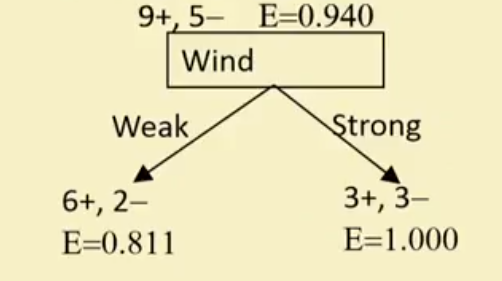 9+, 5– E=0.940
Wind
Weak Strong
6+, 2– 3+, 3–
E=0.811 E=1.000